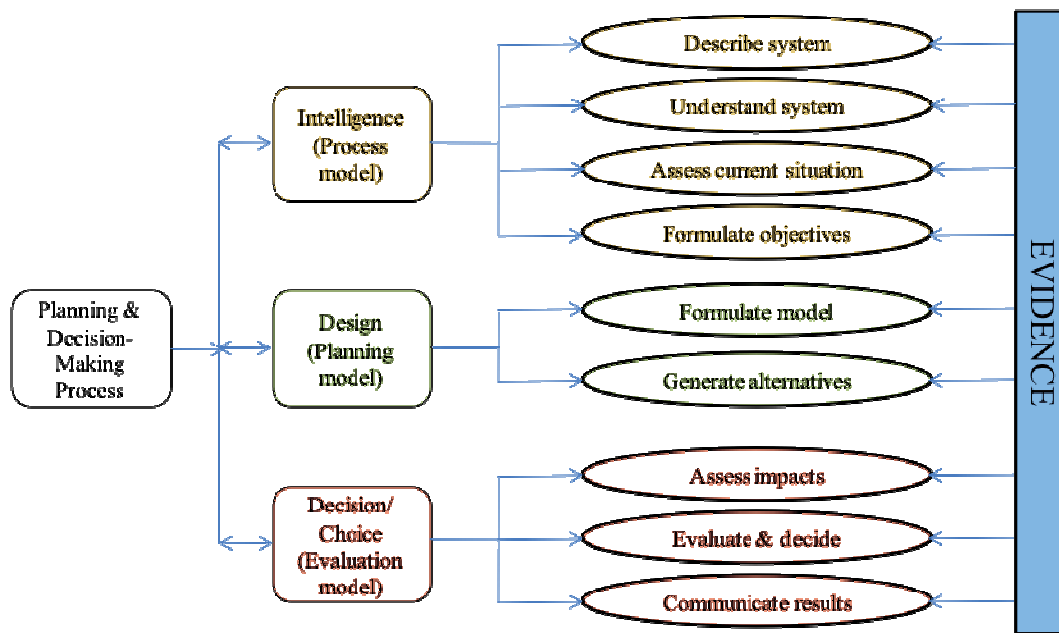 Planning &
Decision-
Making
Process
Intelligence
(Process
model)
Describe system
Understand system
Assess current situation
Formulate objectives
Design
(Planning
model)
Formulate model
Generate alternatives
Decision/
Choice
(Evaluation
model)
Assess impacts
Evaluate & decide
Communicate results
EVIDENCE